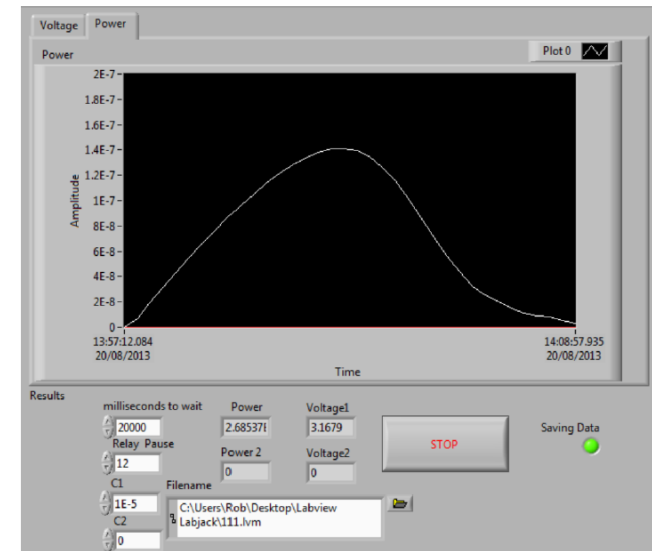 Voltage Power
Power Plot 0
2E-7
1.8E-7
1.6E-7
1.4E-7
1.2E-7
1E-7
8E-8
6E-8
4E-8
2E-8
0
Amplitude
13:57:12.084 14:08:57.935
20/08/2013 20/08/2013
Time
Results
milliseconds to wait Power Voltage1
20000 2.68537 3.1679 STOP Saving Data
Relay Pause Power 2 Voltage2
12 0 0
C1 Filename
1E-5 C:\Users\Rob\Desktop\Labview
Labjack\111.lvm
C2
0